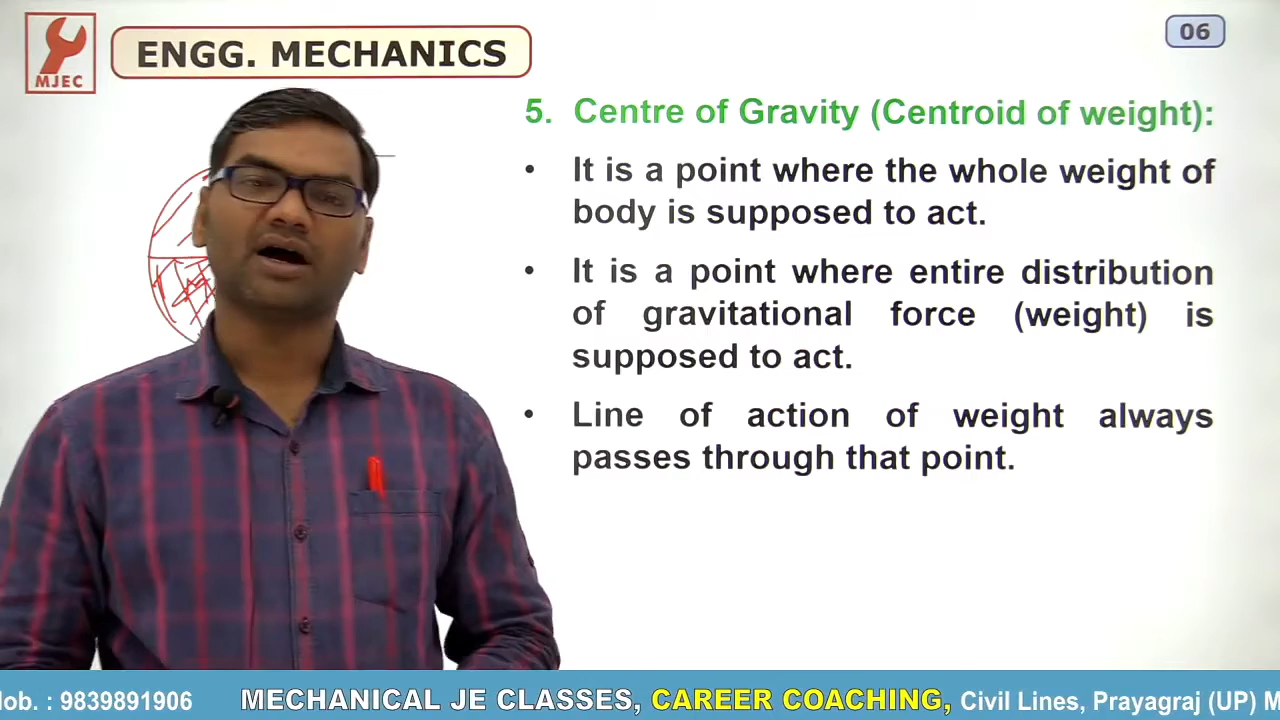 MJEC
ENGG. MECHANICS
06
5. Centre of Gravity (Centroid of weight):
• It is a point where the whole weight of
body is supposed to act.
• It is a point where entire distribution
of gravitational force (weight) is
supposed to act.
• Line of action of weight always
passes through that point.
lob. : 9839891906 MECHANICAL JE CLASSES, CAREER COACHING, Civil Lines, Prayagraj (UP) M